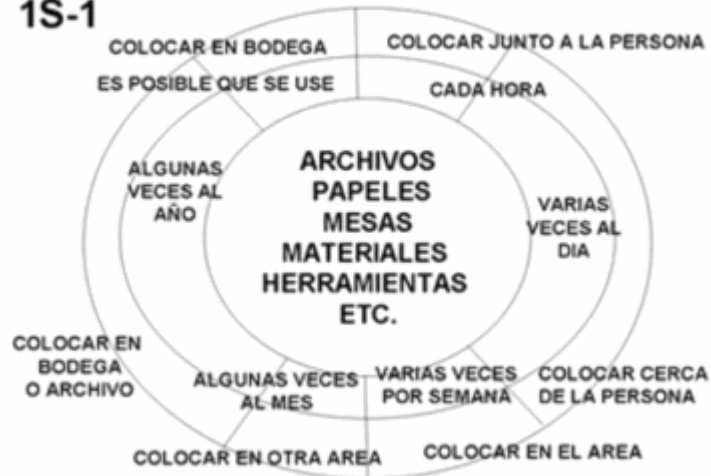 1S-1
COLOCAR EN BODEGA
COLOCAR JUNTO A LA PERSONA
ES POSIBLE QUE SE USE
CADA HORA
ARCHIVOS
PAPELES
MESAS
MATERIALES
HERRAMIENTAS
ETC.
ALGUNAS
VECES AL
AÑO
VARIAS
VECES AL
DIA
COLOCAR EN
BODEGA
O ARCHIVO
ALGUNAS VECES
AL MES
VARIAS VECES
POR SEMANA
COLOCAR CERCA
DE LA PERSONA
COLOCAR EN OTRA AREA
COLOCAR EN EL AREA